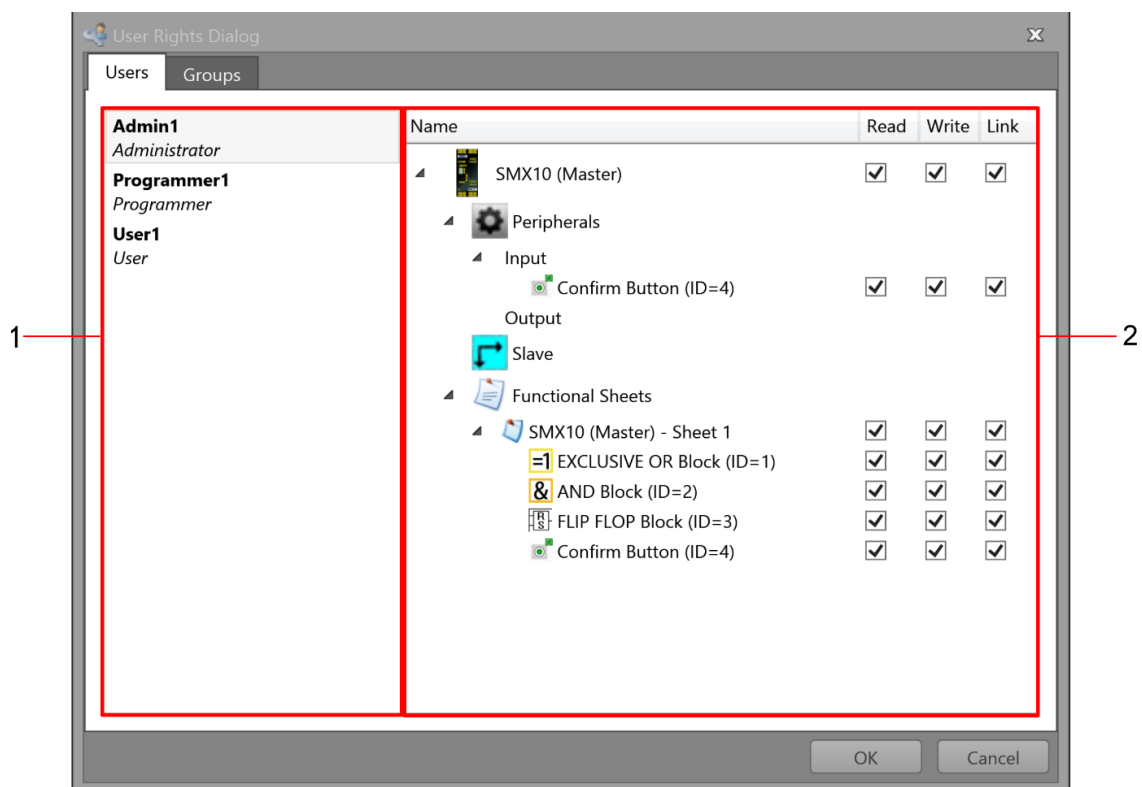 User Rights Dialog
Users Groups
Admin1
Administrator
Programmer1
Programmer
User1
User
Name Read Write Link
SMX10 (Master)
Peripherals
Input
Confirm Button (ID=4)
Output
Slave
Functional Sheets
SMX10 (Master) - Sheet 1
=1 EXCLUSIVE OR Block (ID=1)
& AND Block (ID=2)
RS FLIP FLOP Block (ID=3)
Confirm Button (ID=4)
1
2
OK Cancel